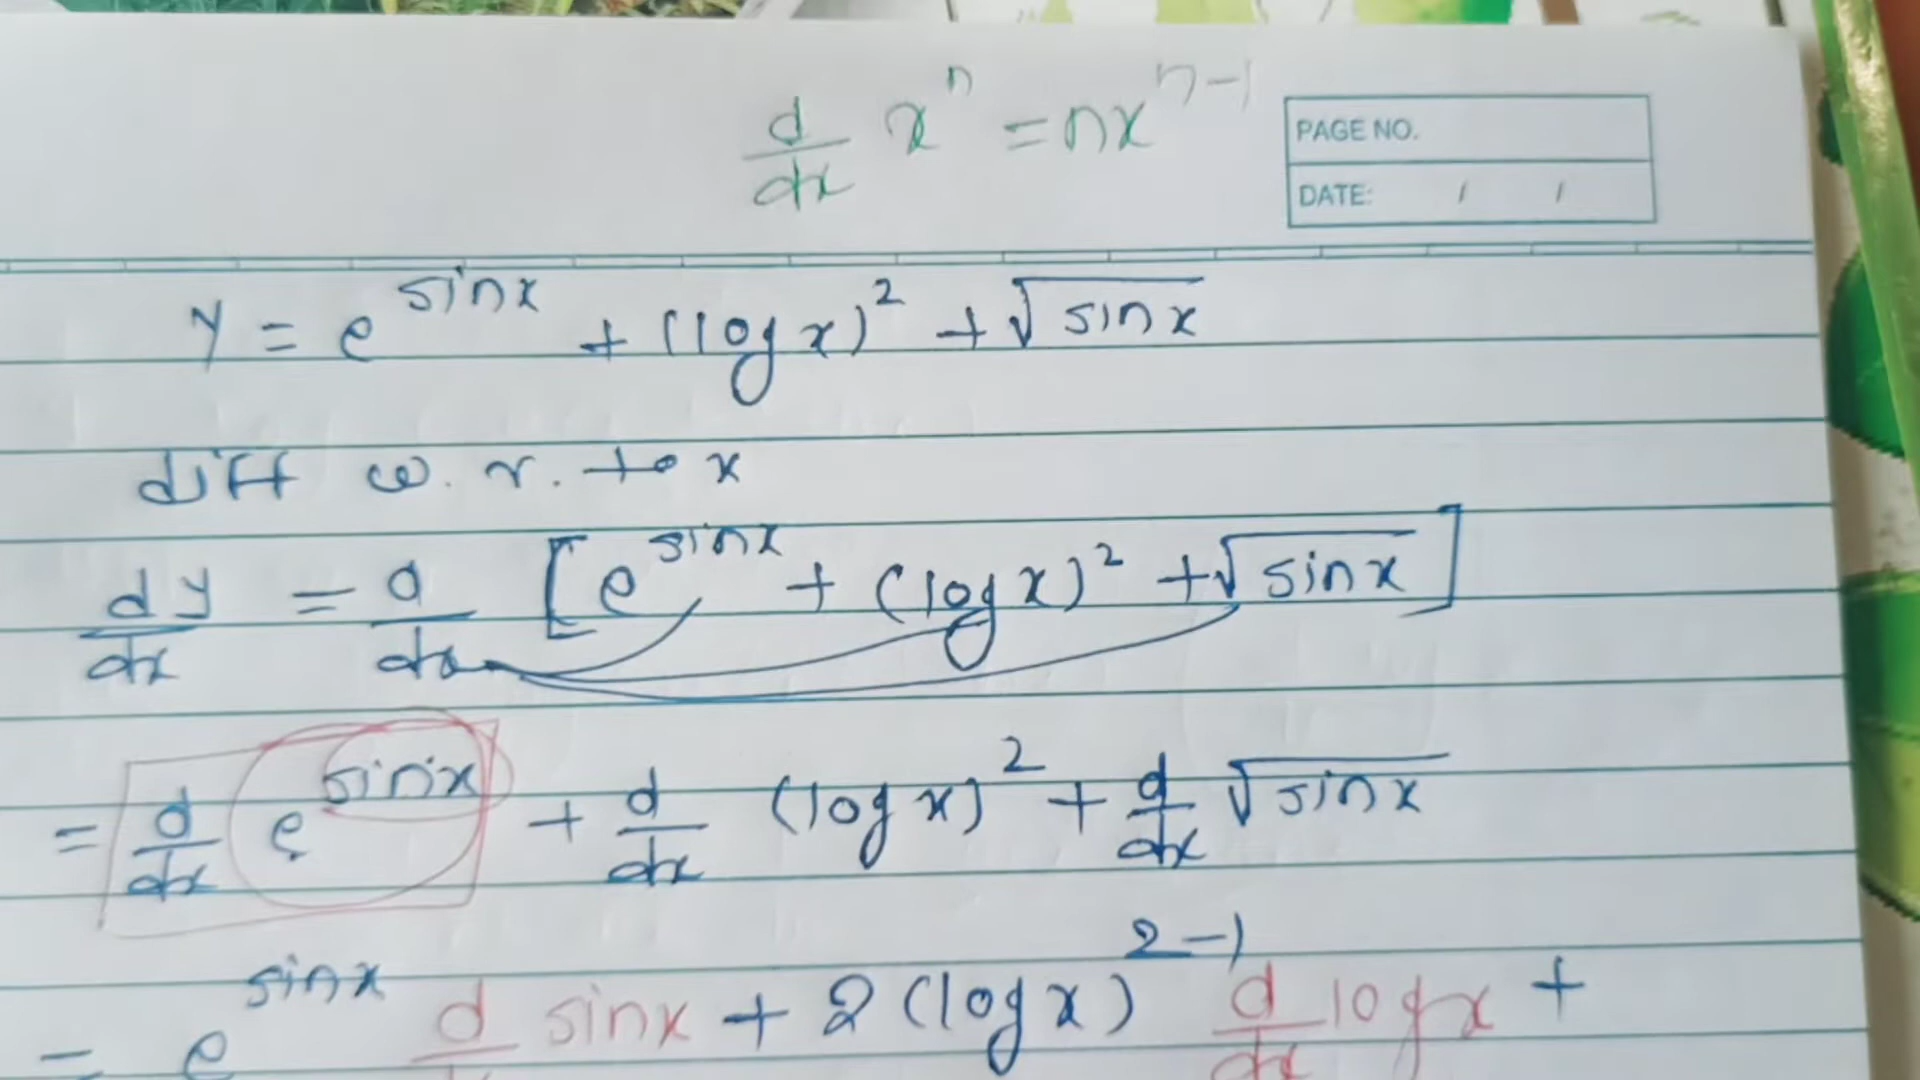 d/dx x^n = nx^(n-1)
PAGE NO.
DATE: / /
y = e^(sinx) + (log x)^2 + √(sinx)
diff w.r.to x
dy/dx = d/dx [e^(sinx) + (log x)^2 + √(sinx)]
= d/dx e^(sinx) + d/dx (log x)^2 + d/dx √(sinx)
= e^(sinx) d sinx + 2(log x)^(2-1) d/dx log x +